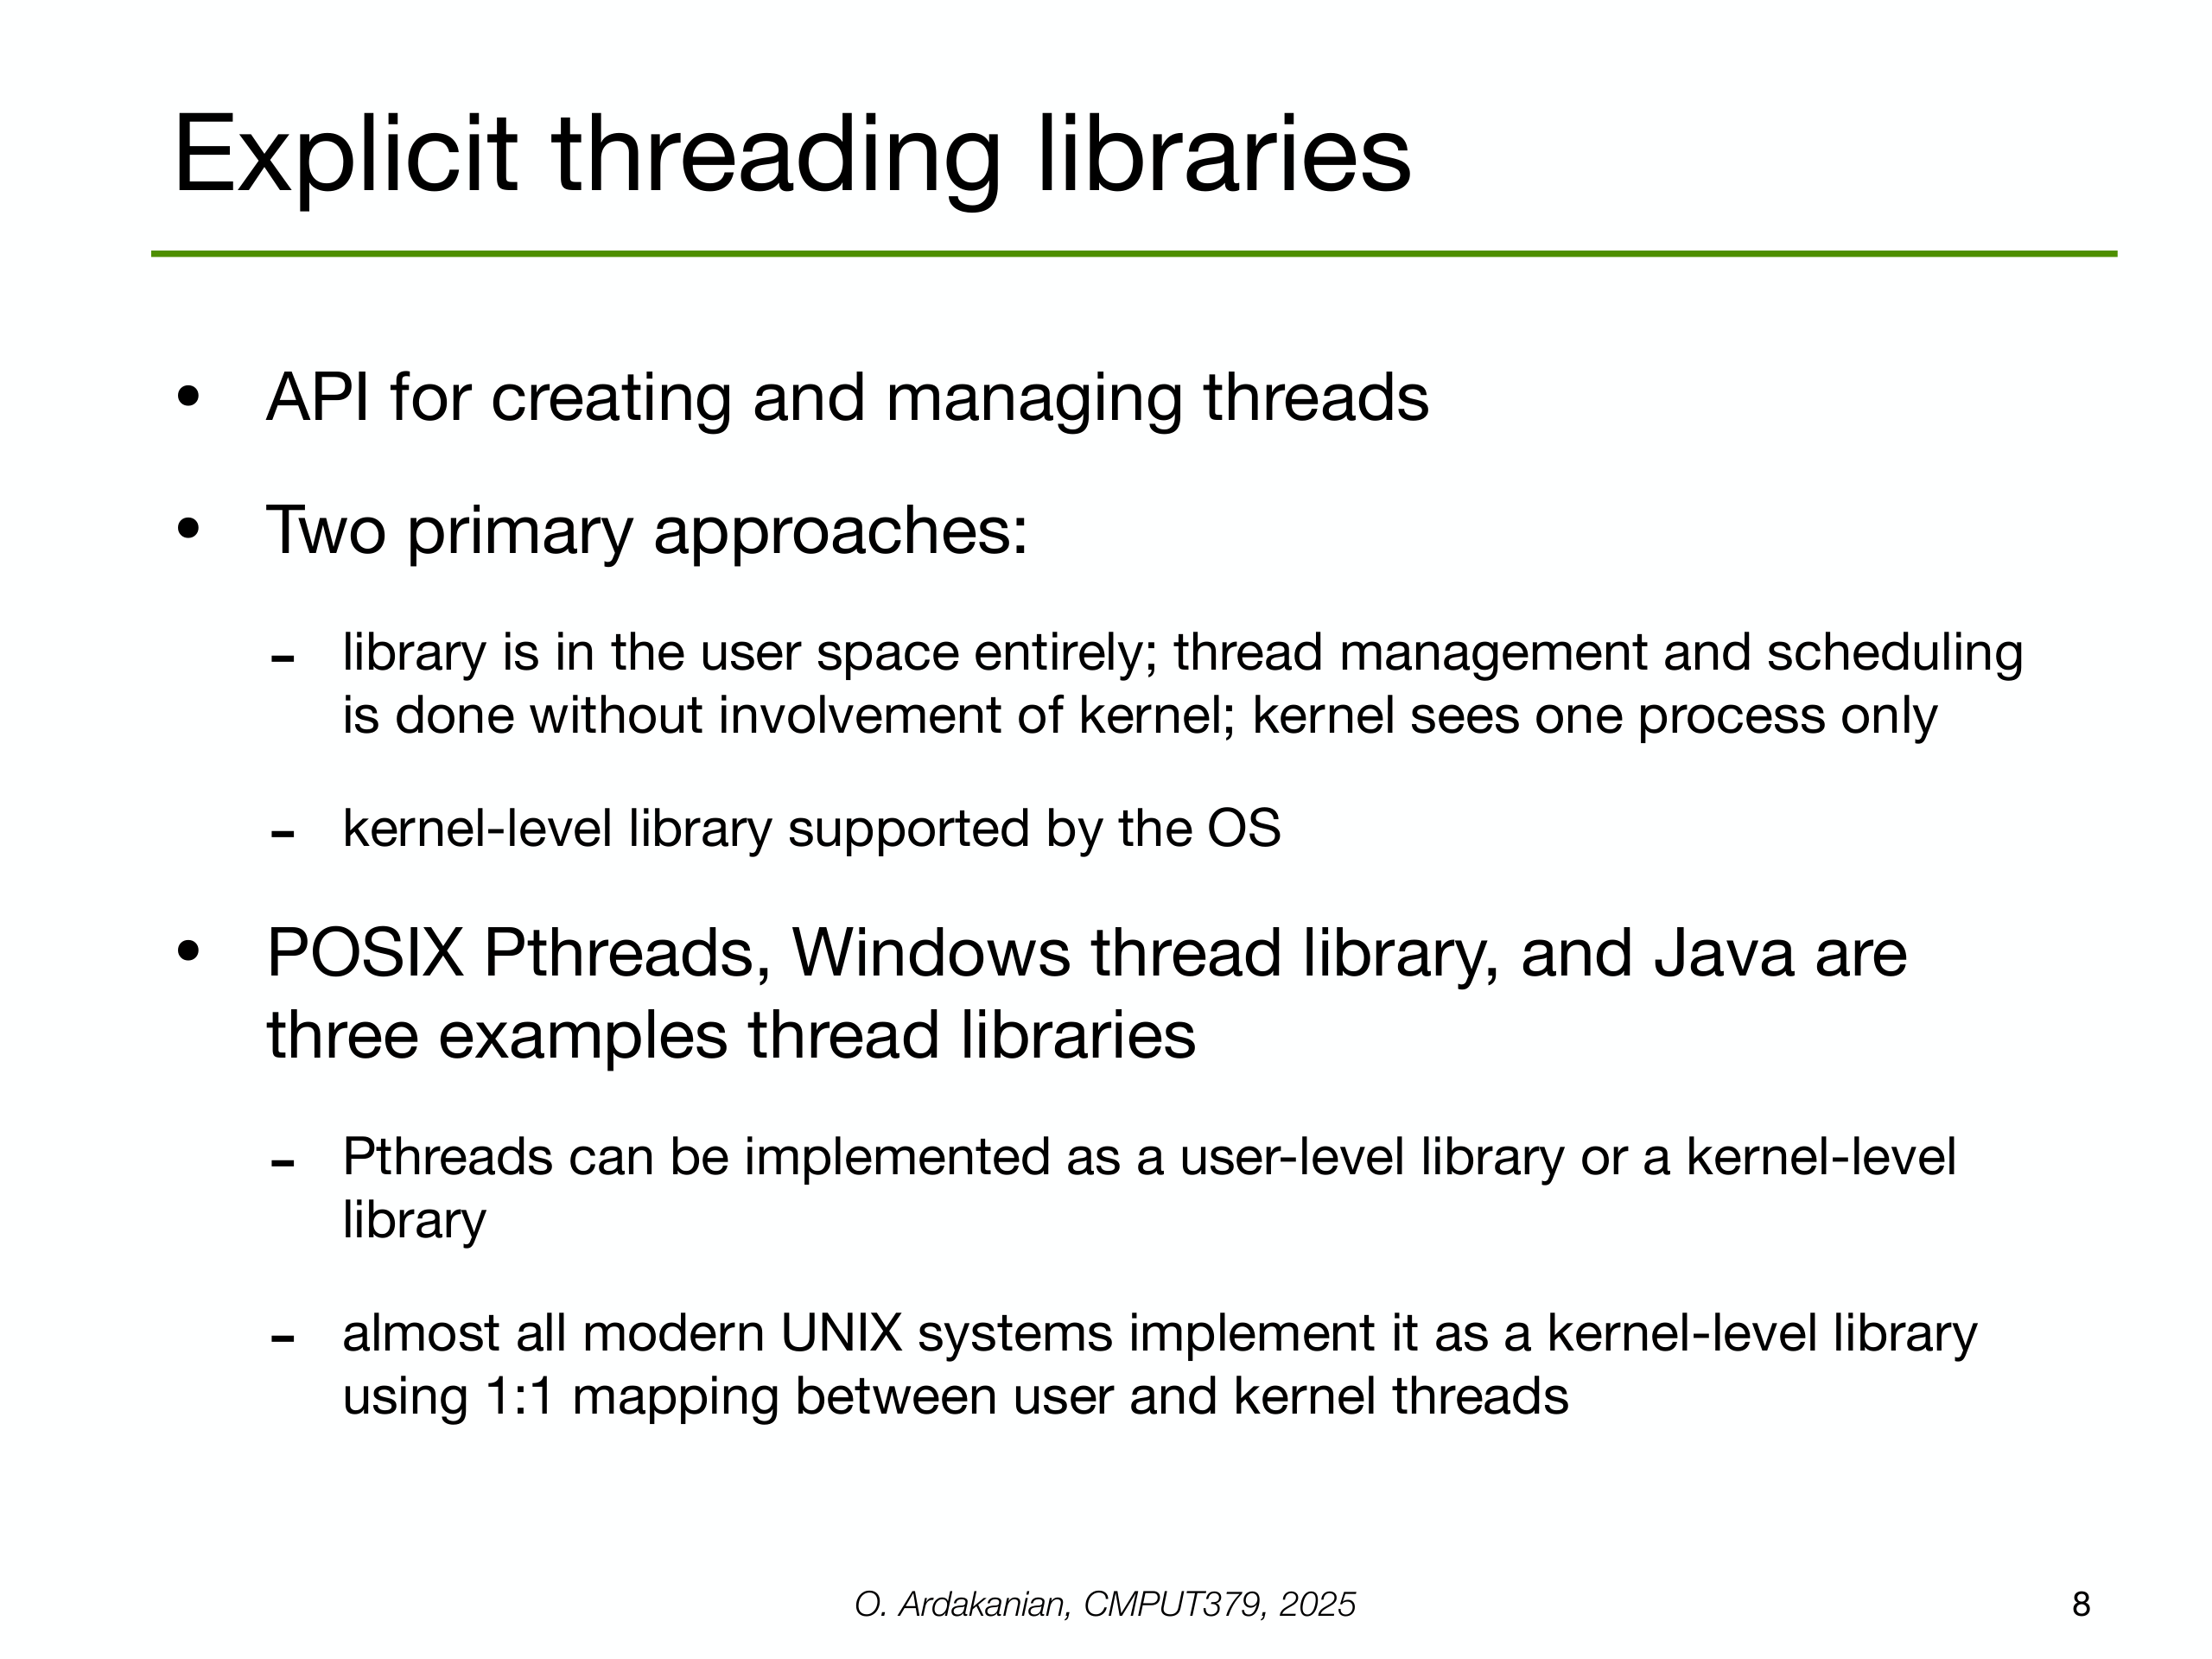 Explicit threading libraries
• API for creating and managing threads
• Two primary approaches:
- library is in the user space entirely; thread management and scheduling
is done without involvement of kernel; kernel sees one process only
- kernel-level library supported by the OS
• POSIX Pthreads, Windows thread library, and Java are
three examples thread libraries
- Pthreads can be implemented as a user-level library or a kernel-level
library
- almost all modern UNIX systems implement it as a kernel-level library
using 1:1 mapping between user and kernel threads
O. Ardakanian, CMPUT379, 2025
8